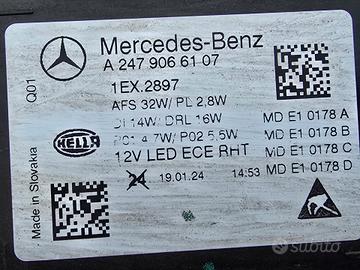 Mercedes-Benz
A 247 906 61 07
Q01
1EX.2897
AFS 32W/ PL 2,8W
DI 14W/ DRL 16W
PO1 4,7W/ P02 5,5W
12V LED ECE RHT
MD E1 0178 A
MD E1 0178 B
MD E1 0178 C
MD E1 0178 D
HELLA
Made in Slovakia
24 19.01.24 14:53
subito